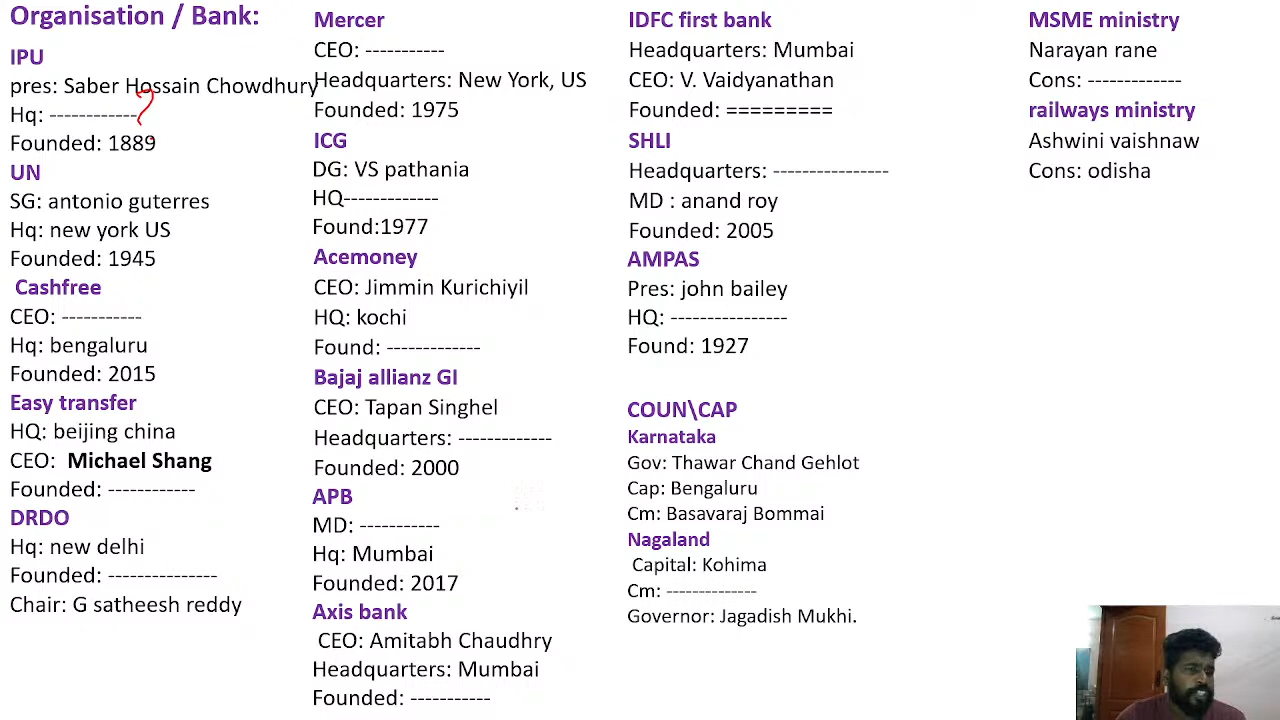 Organisation / Bank:
IPU
pres: Saber Hossain Chowdhury
Hq: ------------
Founded: 1889
UN
SG: antonio guterres
Hq: new york US
Founded: 1945
Cashfree
CEO: -----------
Hq: bengaluru
Founded: 2015
Easy transfer
HQ: beijing china
CEO: Michael Shang
Founded: ------------
DRDO
Hq: new delhi
Founded: ---------------
Chair: G satheesh reddy
Mercer
CEO: -----------
Headquarters: New York, US
Founded: 1975
ICG
DG: VS pathania
HQ-------------
Found:1977
Acemoney
CEO: Jimmin Kurichiyil
HQ: kochi
Found: -------------
Bajaj allianz GI
CEO: Tapan Singhel
Headquarters: -------------
Founded: 2000
APB
MD: -----------
Hq: Mumbai
Founded: 2017
Axis bank
CEO: Amitabh Chaudhry
Headquarters: Mumbai
Founded: -----------
IDFC first bank
Headquarters: Mumbai
CEO: V. Vaidyanathan
Founded: =========
SHLI
Headquarters: ----------------
MD : anand roy
Founded: 2005
AMPAS
Pres: john bailey
HQ: ----------------
Found: 1927
COUN\CAP
Karnataka
Gov: Thawar Chand Gehlot
Cap: Bengaluru
Cm: Basavaraj Bommai
Nagaland
Capital: Kohima
Cm: --------------
Governor: Jagadish Mukhi.
MSME ministry
Narayan rane
Cons: -------------
railways ministry
Ashwini vaishnaw
Cons: odisha